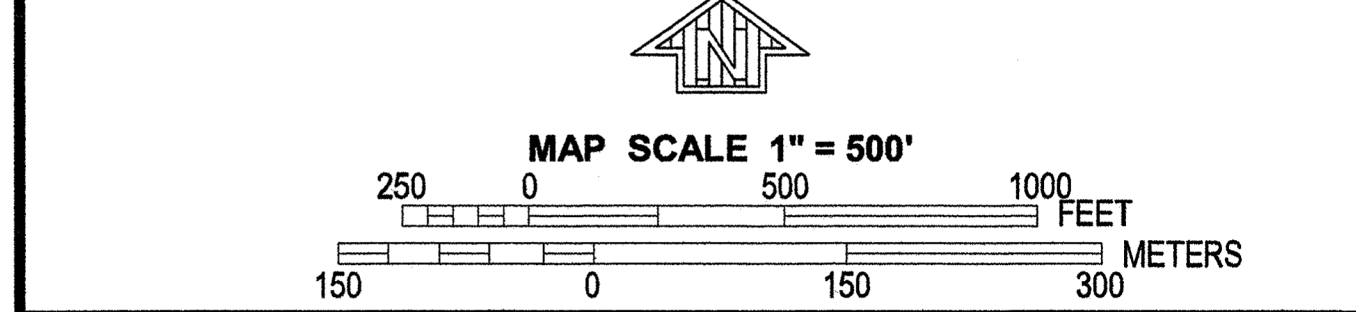 N
MAP SCALE 1" = 500'
250 0 500 1000
FEET
METERS
150 0 150 300